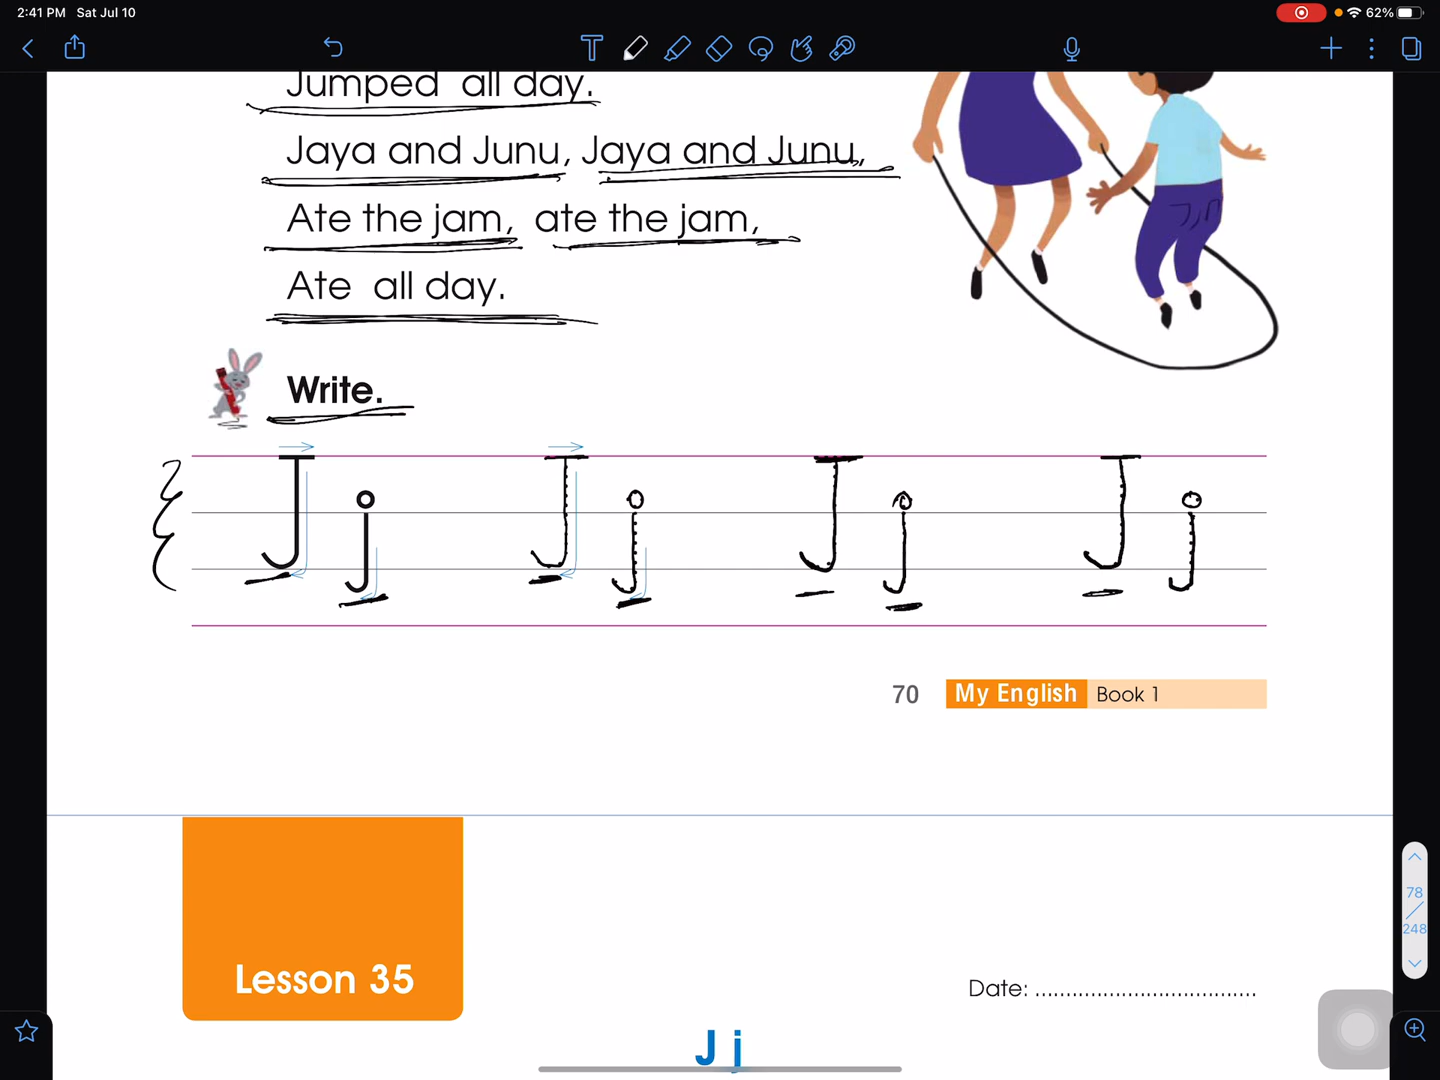 2:41 PM Sat Jul 10
62%
Jumped all day.
Jaya and Junu, Jaya and Junu,
Ate the jam, ate the jam,
Ate all day.
Write.
J j J j J j J j
70 My English Book 1
78
248
Lesson 35
Date: ....................................
J j